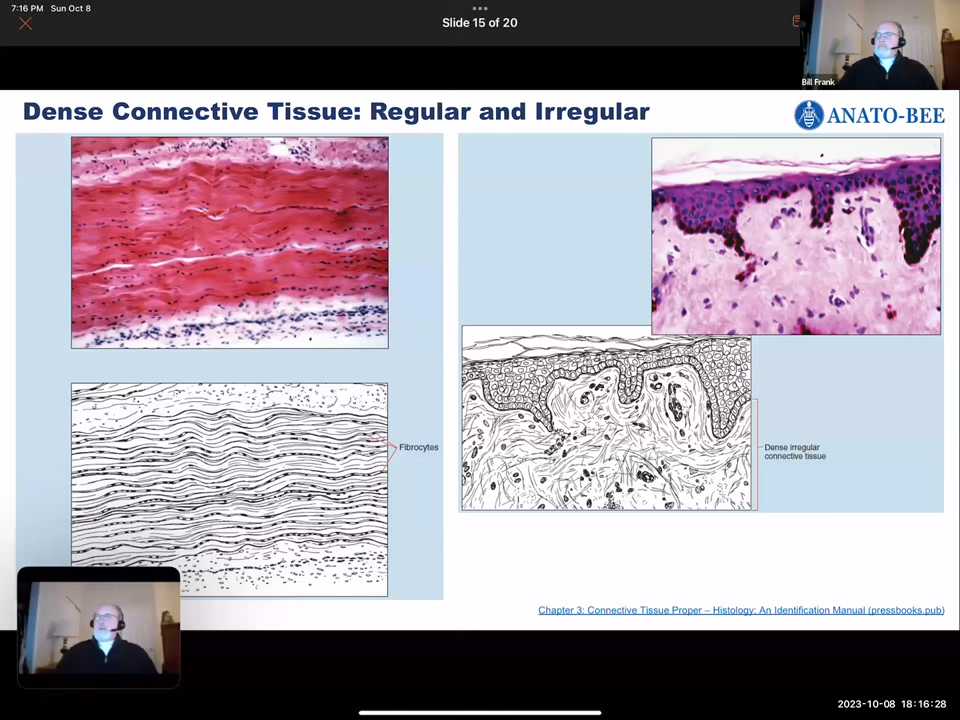 7:16 PM Sun Oct 8
Slide 15 of 20
Bill Frank
Dense Connective Tissue: Regular and Irregular
ANATO-BEE
Fibrocytes
Dense irregular
connective tissue
Chapter 3: Connective Tissue Proper – Histology: An Identification Manual (pressbooks.pub)
2023-10-08 18:16:28